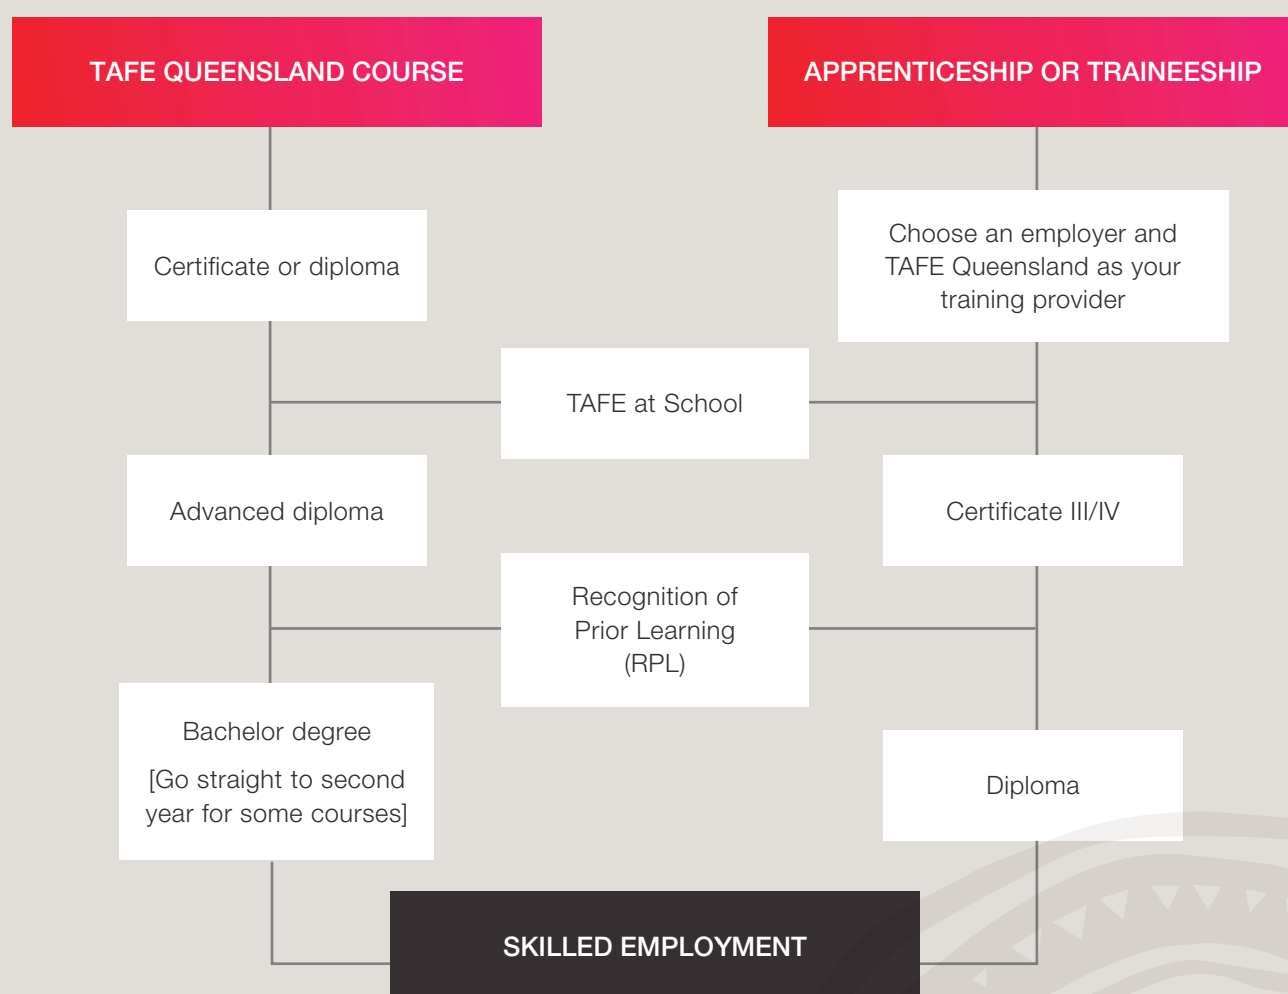 TAFE QUEENSLAND COURSE
APPRENTICESHIP OR TRAINEESHIP
Certificate or diploma
Choose an employer and
TAFE Queensland as your
training provider
TAFE at School
Advanced diploma
Certificate III/IV
Recognition of
Prior Learning
(RPL)
Bachelor degree
[Go straight to second
year for some courses]
Diploma
SKILLED EMPLOYMENT